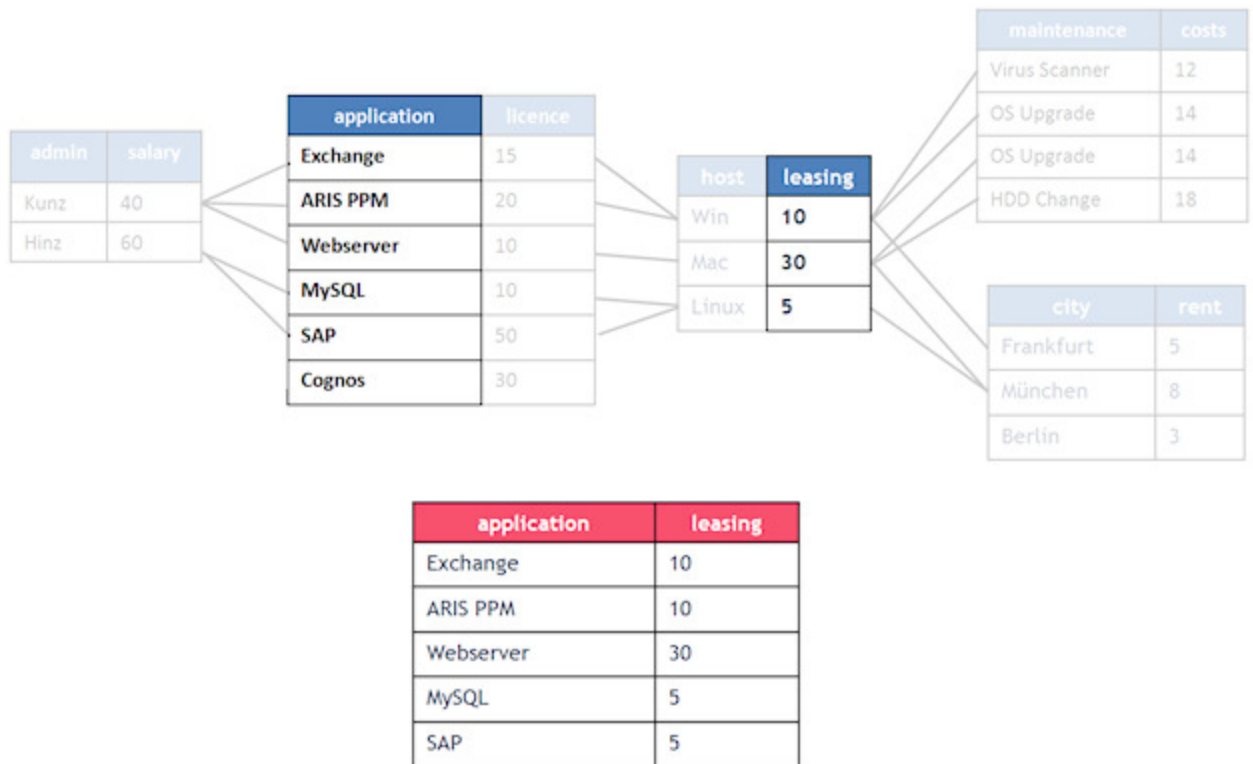 admin salary
Kunz 40
Hinz 60
application licence
Exchange 15
ARIS PPM 20
Webserver 10
MySQL 10
SAP 50
Cognos 30
host leasing
Win 10
Mac 30
Linux 5
maintenance costs
Virus Scanner 12
OS Upgrade 14
OS Upgrade 14
HDD Change 18
city rent
Frankfurt 5
München 8
Berlin 3
application leasing
Exchange 10
ARIS PPM 10
Webserver 30
MySQL 5
SAP 5